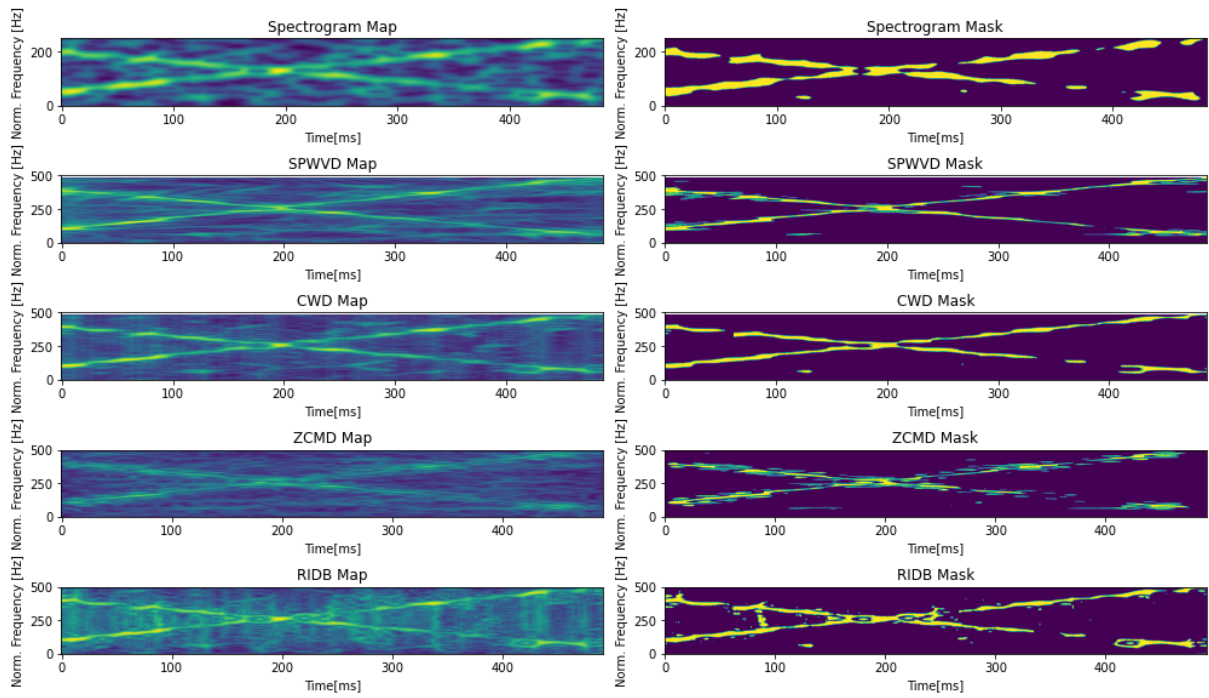 Spectrogram Map
Norm. Frequency [Hz]
200
0
0 100 200 300 400
Time[ms]
Spectrogram Mask
Norm. Frequency [Hz]
200
0
0 100 200 300 400
Time[ms]
SPWVD Map
Norm. Frequency [Hz]
500
250
0
0 100 200 300 400
Time[ms]
SPWVD Mask
Norm. Frequency [Hz]
500
250
0
0 100 200 300 400
Time[ms]
CWD Map
Norm. Frequency [Hz]
500
250
0
0 100 200 300 400
Time[ms]
CWD Mask
Norm. Frequency [Hz]
500
250
0
0 100 200 300 400
Time[ms]
ZCMD Map
Norm. Frequency [Hz]
500
250
0
0 100 200 300 400
Time[ms]
ZCMD Mask
Norm. Frequency [Hz]
500
250
0
0 100 200 300 400
Time[ms]
RIDB Map
Norm. Frequency [Hz]
500
250
0
0 100 200 300 400
Time[ms]
RIDB Mask
Norm. Frequency [Hz]
500
250
0
0 100 200 300 400
Time[ms]